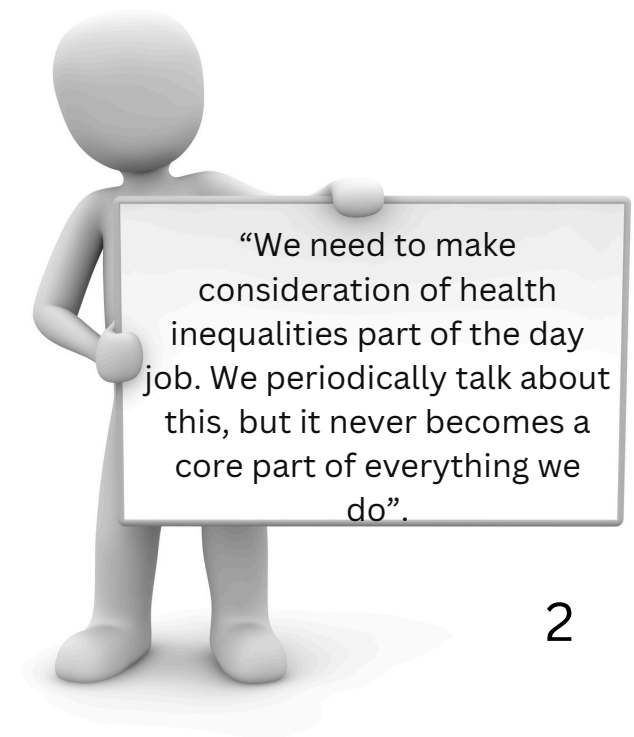 “We need to make
consideration of health
inequalities part of the day
job. We periodically talk about
this, but it never becomes a
core part of everything we
do”.
2